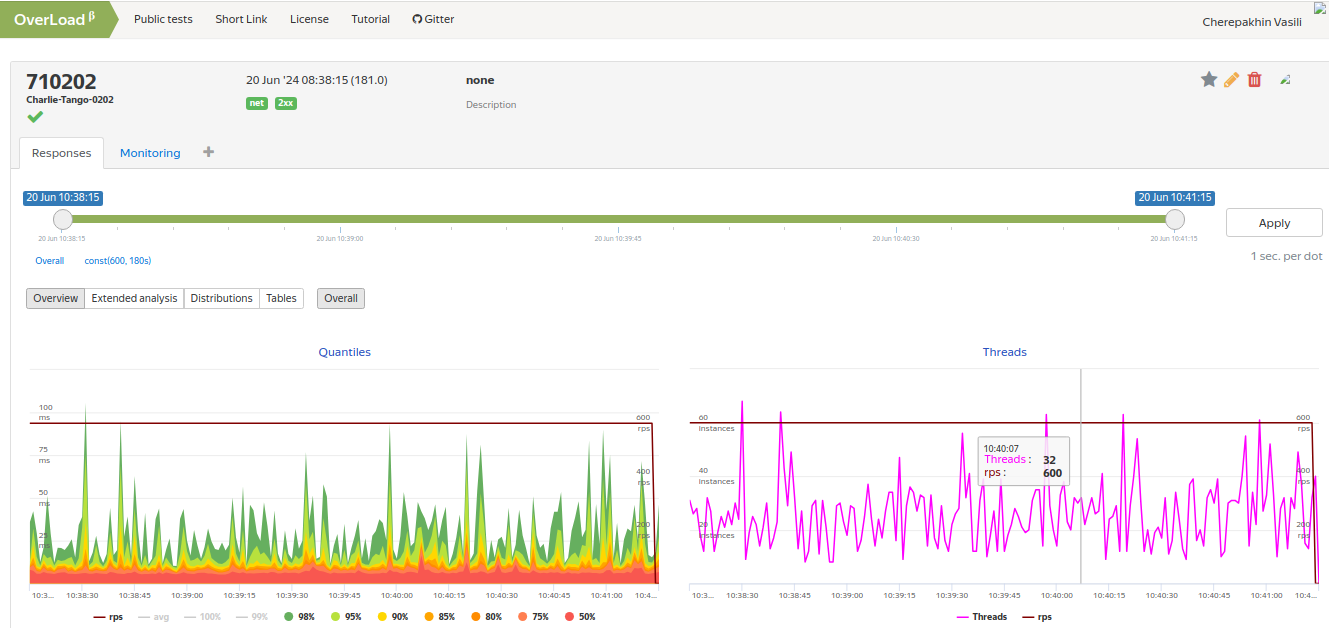 OverLoad β
Public tests Short Link License Tutorial Gitter
Cherepakhin Vasili
710202
Charlie-Tango-0202
20 Jun '24 08:38:15 (181.0)
net 2xx
none
Description
Responses Monitoring +
20 Jun 10:38:15 20 Jun 10:41:15
Apply
20 Jun 10:38:15 20 Jun 10:39:00 20 Jun 10:39:45 20 Jun 10:40:30 20 Jun 10:41:15
1 sec. per dot
Overall const(600, 180s)
Overview Extended analysis Distributions Tables Overall
Quantiles
100
ms
75
ms
50
ms
25
ms
600
rps
400
rps
200
rps
10:3... 10:38:30 10:38:45 10:39:00 10:39:15 10:39:30 10:39:45 10:40:00 10:40:15 10:40:30 10:40:45 10:41:00 10:4...
rps avg 100% 99% 98% 95% 90% 85% 80% 75% 50%
Threads
60
instances
40
instances
20
instances
600
rps
400
rps
200
rps
10:40:07
Threads : 32
rps : 600
10:3... 10:38:30 10:38:45 10:39:00 10:39:15 10:39:30 10:39:45 10:40:00 10:40:15 10:40:30 10:40:45 10:41:00 10:4...
Threads rps